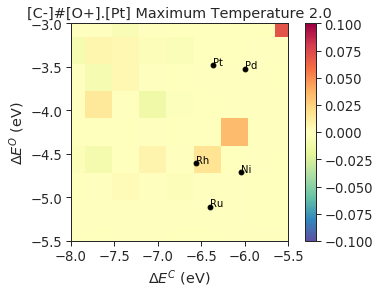 [C-]#[O+].[Pt] Maximum Temperature 2.0
−3.0
−3.5
−4.0
−4.5
−5.0
−5.5
ΔE^O (eV)
Pt
Pd
Rh
Ni
Ru
−8.0 −7.5 −7.0 −6.5 −6.0 −5.5
ΔE^C (eV)
0.100
0.075
0.050
0.025
0.000
−0.025
−0.050
−0.075
−0.100